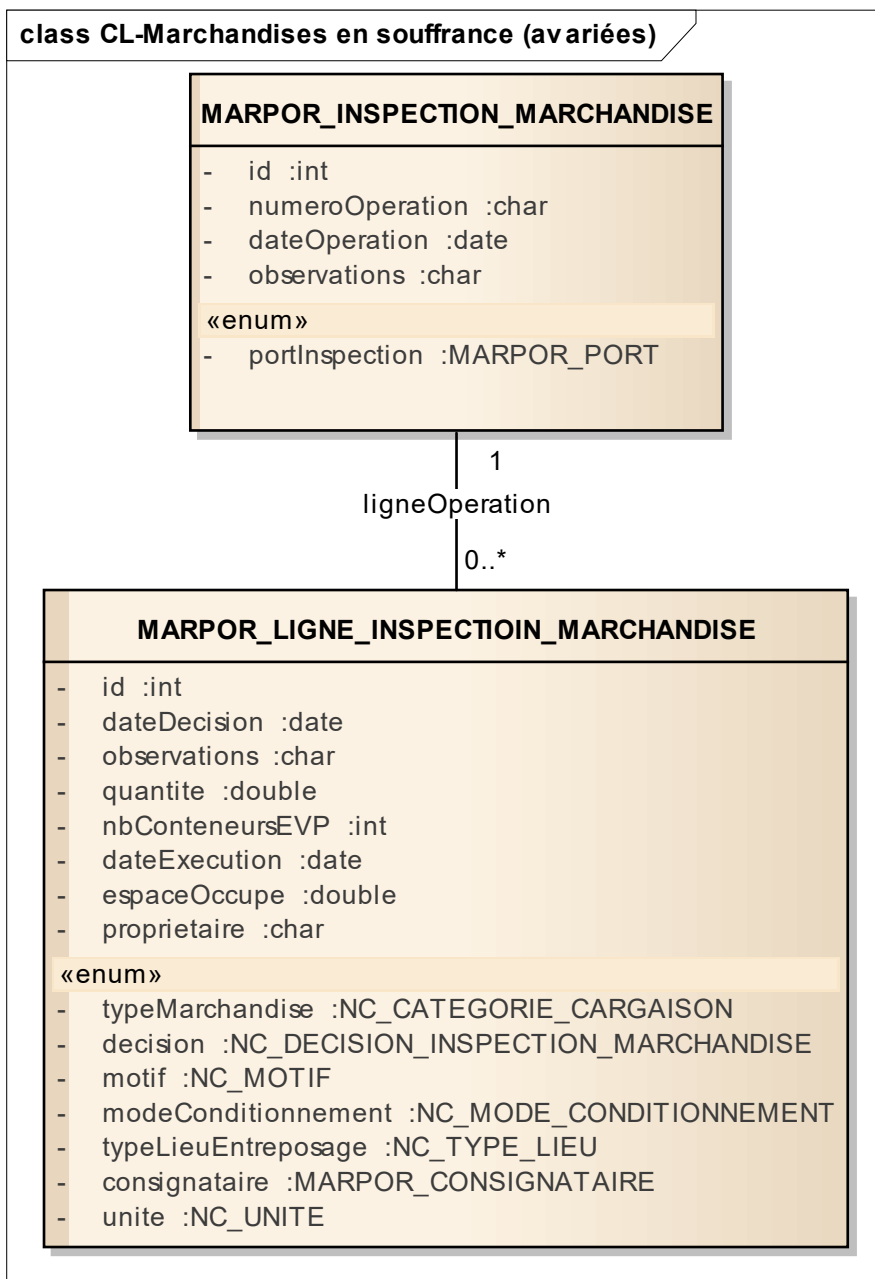 class CL-Marchandises en souffrance (avariées)
MARPOR_INSPECTION_MARCHANDISE
- id :int
- numeroOperation :char
- dateOperation :date
- observations :char
«enum»
- portInspection :MARPOR_PORT
1
ligneOperation
0..*
MARPOR_LIGNE_INSPECTIOIN_MARCHANDISE
- id :int
- dateDecision :date
- observations :char
- quantite :double
- nbConteneursEVP :int
- dateExecution :date
- espaceOccupe :double
- proprietaire :char
«enum»
- typeMarchandise :NC_CATEGORIE_CARGAISON
- decision :NC_DECISION_INSPECTION_MARCHANDISE
- motif :NC_MOTIF
- modeConditionnement :NC_MODE_CONDITIONNEMENT
- typeLieuEntreposage :NC_TYPE_LIEU
- consignataire :MARPOR_CONSIGNATAIRE
- unite :NC_UNITE